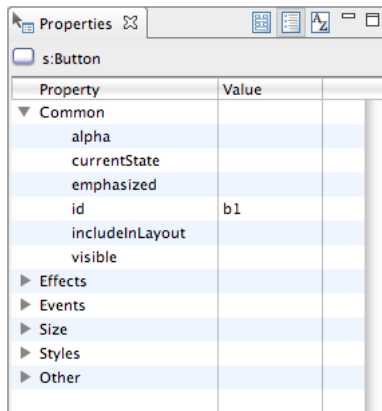 Properties
s:Button
Property Value
Common
alpha
currentState
emphasized
id b1
includeInLayout
visible
Effects
Events
Size
Styles
Other